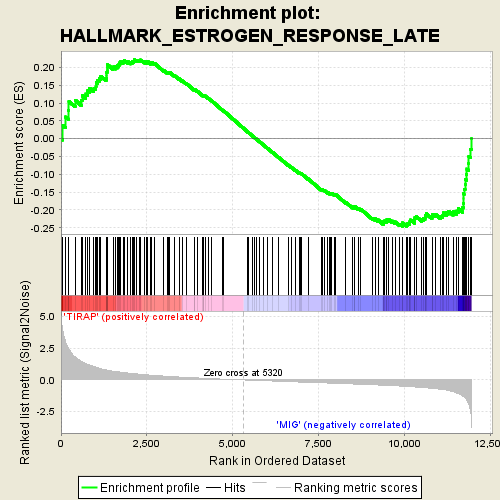 Enrichment plot:
HALLMARK_ESTROGEN_RESPONSE_LATE
Enrichment score (ES)
0.20
0.15
0.10
0.05
0.00
-0.05
-0.10
-0.15
-0.20
-0.25
Ranked list metric (Signal2Noise)
5.0
2.5
0.0
-2.5
'TIRAP' (positively correlated)
Zero cross at 5320
'MIG' (negatively correlated)
0 2,500 5,000 7,500 10,000 12,500
Rank in Ordered Dataset
Enrichment profile Hits Ranking metric scores